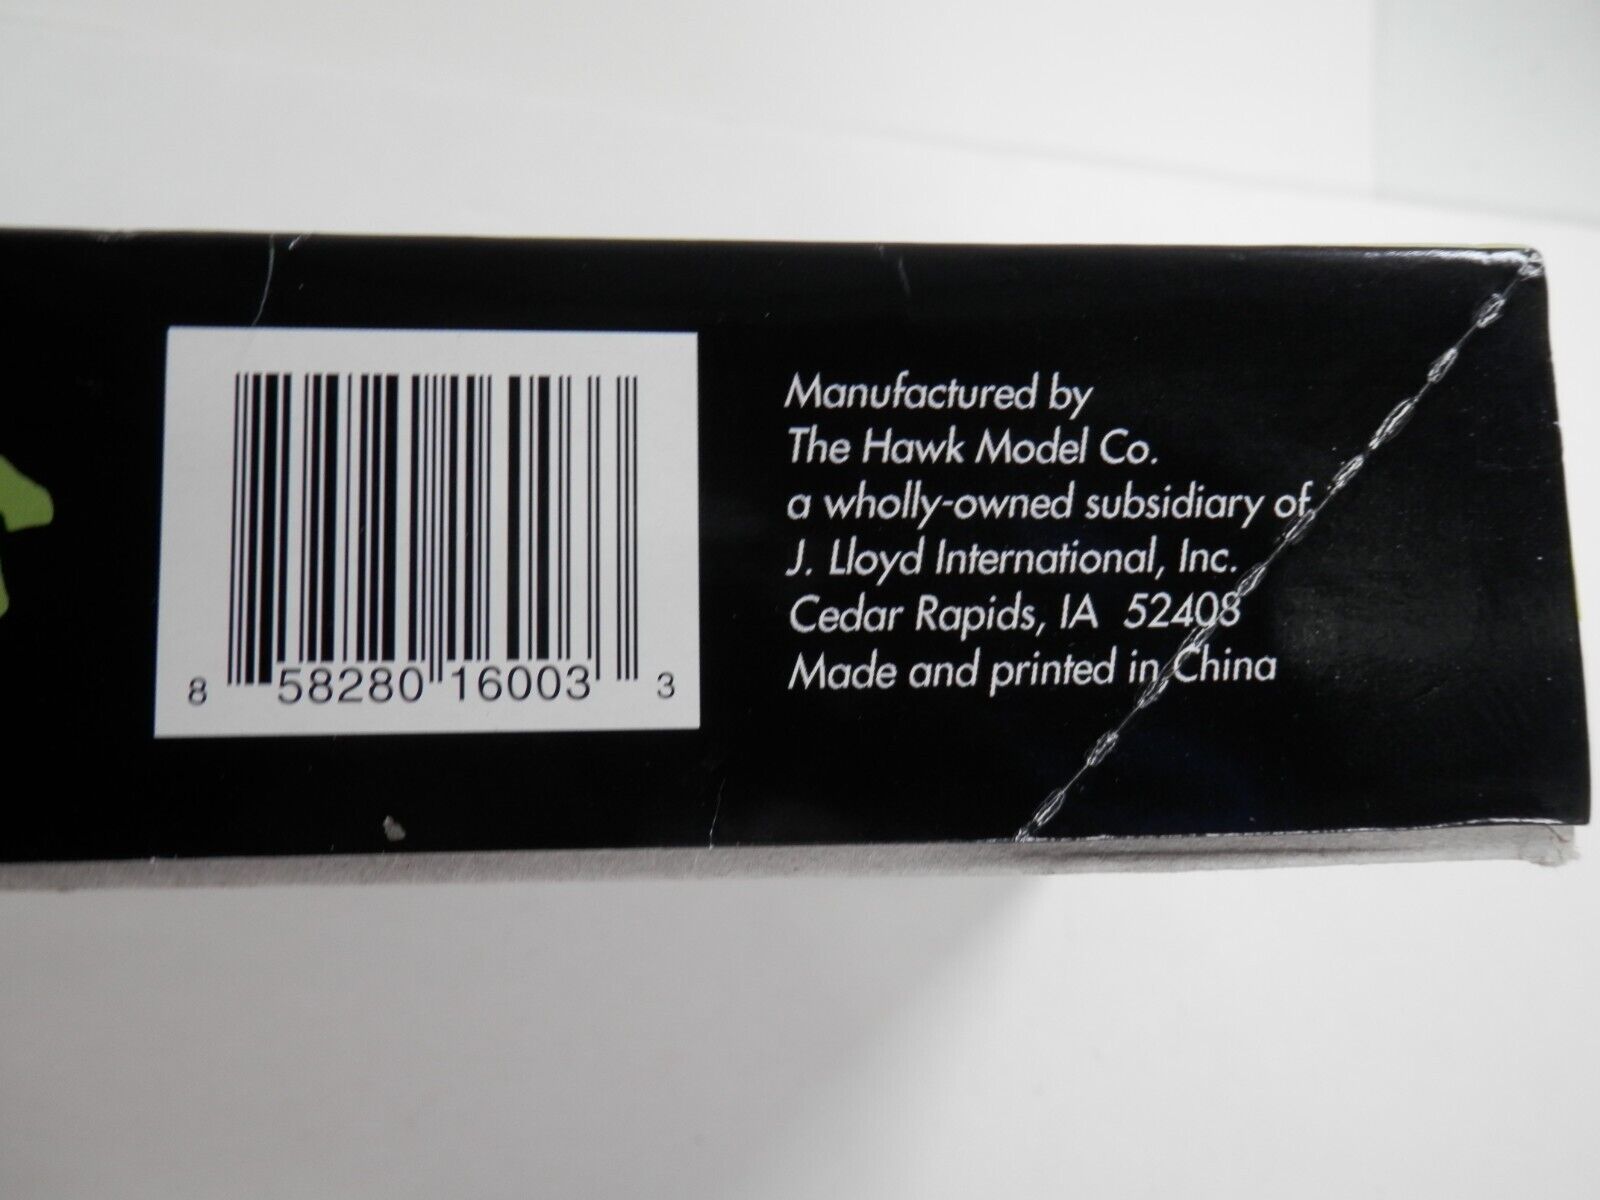 8 58280 16003 3
Manufactured by
The Hawk Model Co.
a wholly-owned subsidiary of
J. Lloyd International, Inc.
Cedar Rapids, IA 52408
Made and printed in China